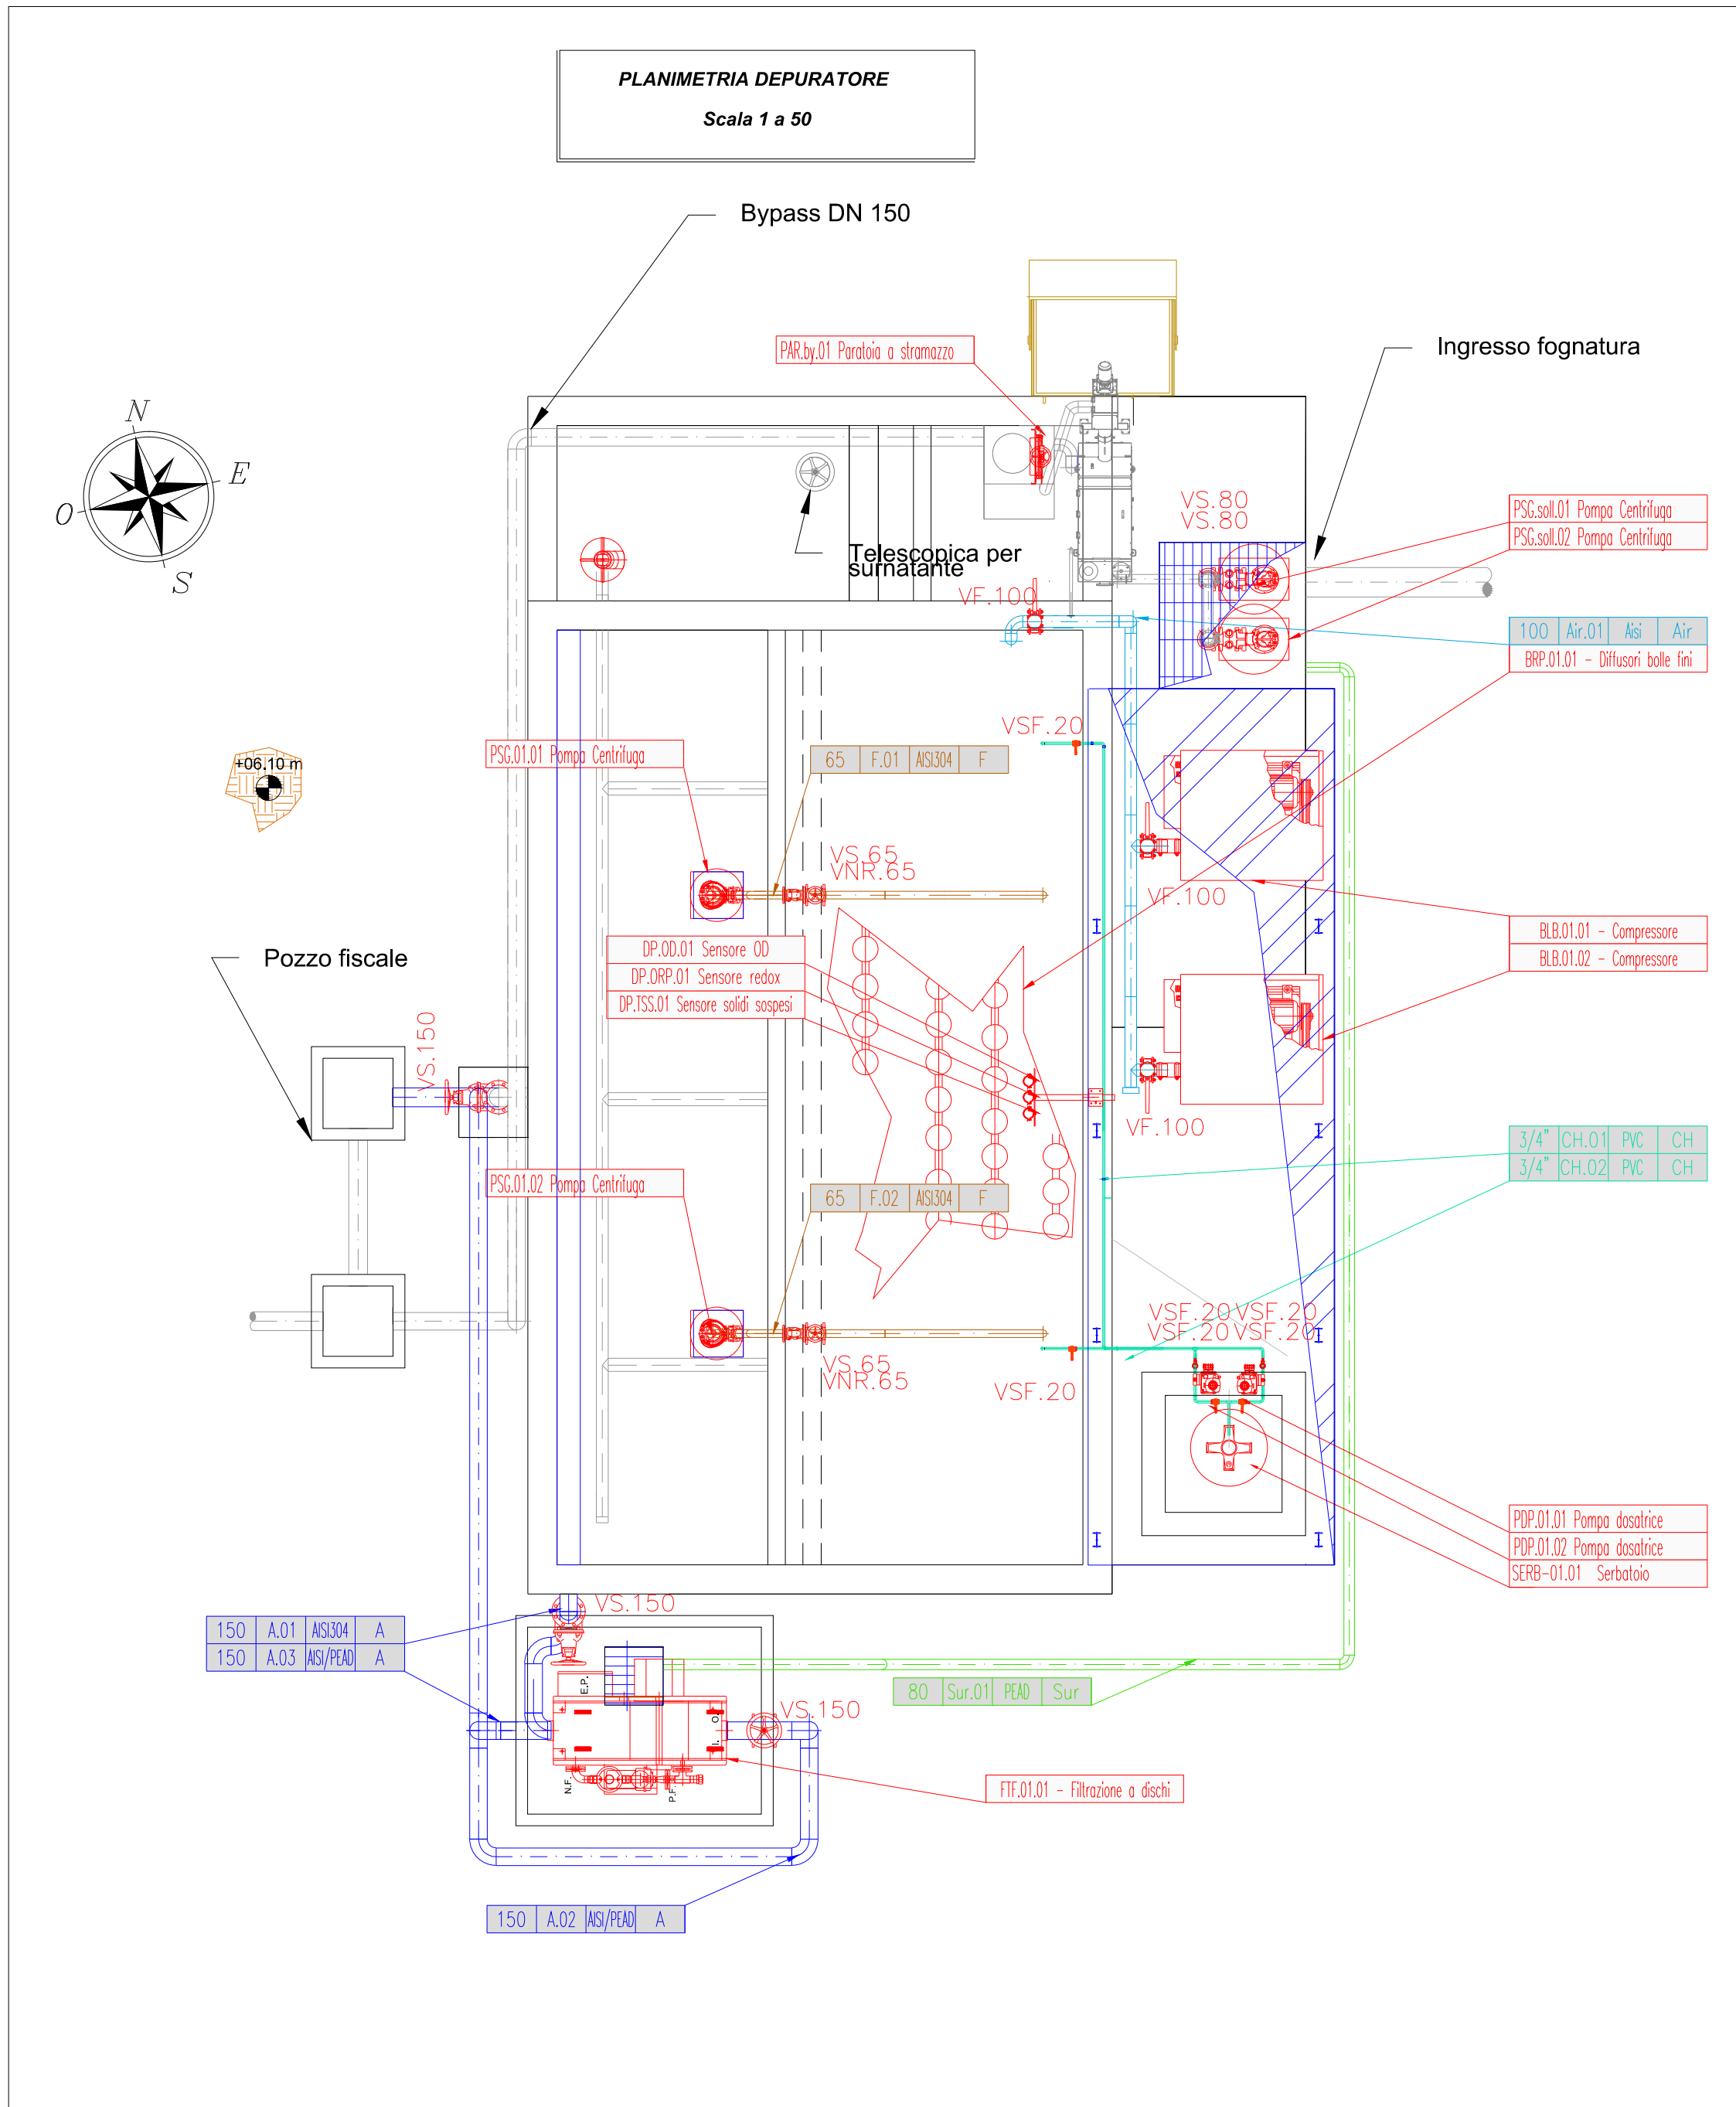 PLANIMETRIA DEPURATORE
Scala 1 a 50
Bypass DN 150
PAR.by.01 Paratoia a stramazzo
Ingresso fognatura
N
E
O
S
VS.80
VS.80
PSG.soll.01 Pompa Centrifuga
PSG.soll.02 Pompa Centrifuga
Telescopica per
surnatante
VF.100
100 Air.01 Aisi Air
BRP.01.01 - Diffusori bolle fini
VSF.20
PSG.01.01 Pompa Centrifuga
65 F.01 AISI304 F
+06.10 m
VS.65
VNR.65
VF.100
BLB.01.01 - Compressore
BLB.01.02 - Compressore
DP.OD.01 Sensore OD
DP.ORP.01 Sensore redox
DP.TSS.01 Sensore solidi sospesi
Pozzo fiscale
VS.150
VF.100
3/4" CH.01 PVC CH
3/4" CH.02 PVC CH
PSG.01.02 Pompa Centrifuga
65 F.02 AISI304 F
VSF.20 VSF.20
VSF.20 VSF.20
VS.65
VNR.65
VSF.20
PDP.01.01 Pompa dosatrice
PDP.01.02 Pompa dosatrice
SERB-01.01 Serbatoio
VS.150
150 A.01 AISI304 A
150 A.03 AISI/PEAD A
E.P.
80 Sur.01 PEAD Sur
VS.150
I. O.
N.F.
P.F.
FTF.01.01 - Filtrazione a dischi
150 A.02 AISI/PEAD A